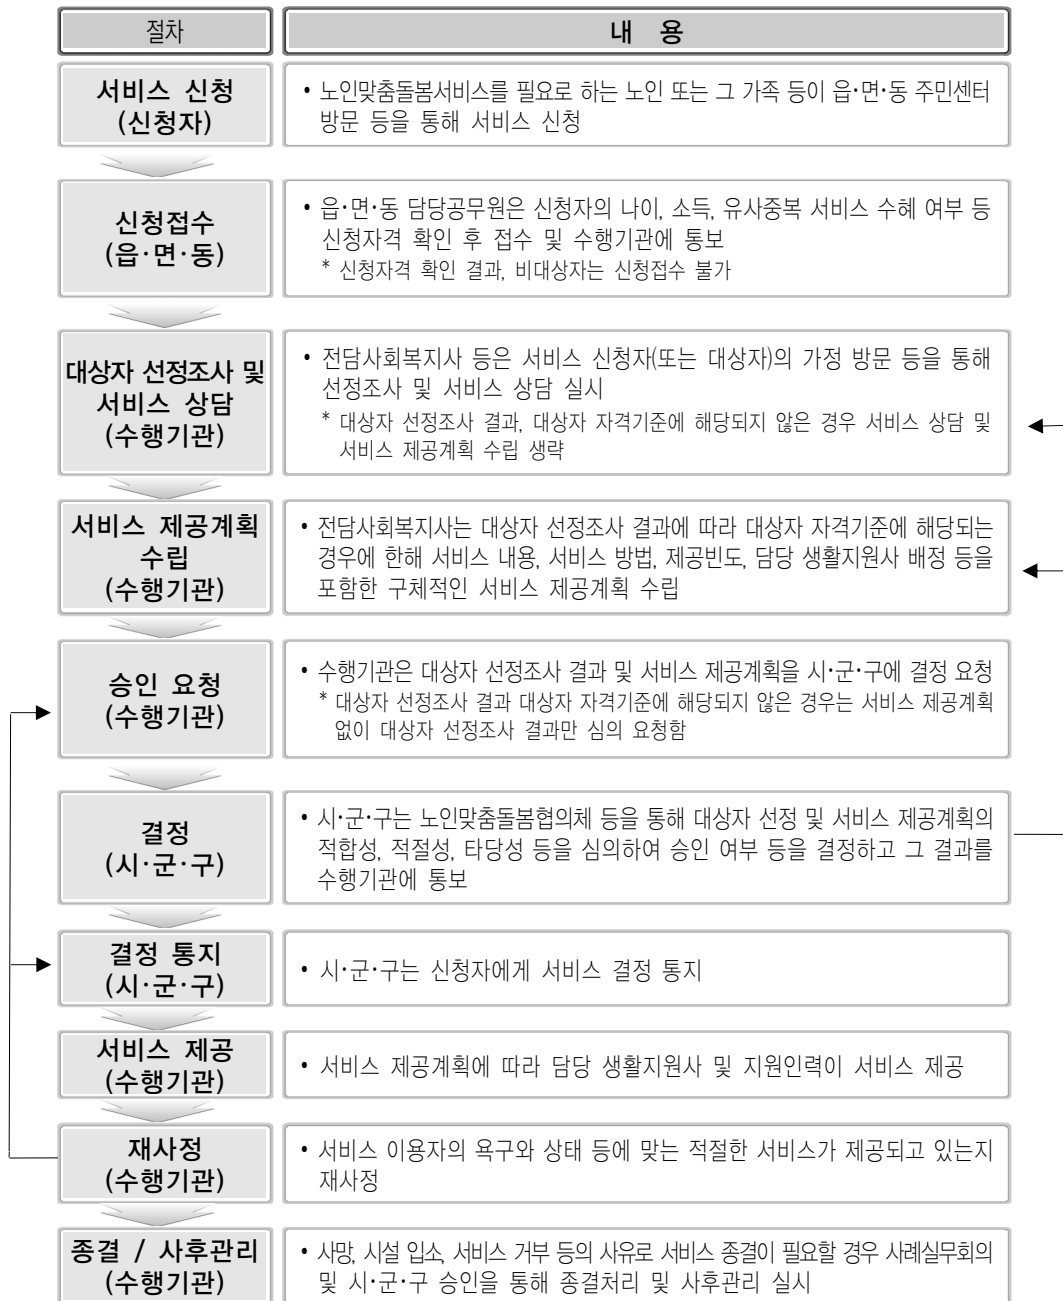 절차
내 용
서비스 신청
(신청자)
• 노인맞춤돌봄서비스를 필요로 하는 노인 또는 그 가족 등이 읍·면·동 주민센터
방문 등을 통해 서비스 신청
신청접수
(읍·면·동)
• 읍·면·동 담당공무원은 신청자의 나이, 소득, 유사중복 서비스 수혜 여부 등
신청자격 확인 후 접수 및 수행기관에 통보
* 신청자격 확인 결과, 비대상자는 신청접수 불가
대상자 선정조사 및
서비스 상담
(수행기관)
• 전담사회복지사 등은 서비스 신청자(또는 대상자)의 가정 방문 등을 통해
선정조사 및 서비스 상담 실시
* 대상자 선정조사 결과, 대상자 자격기준에 해당되지 않은 경우 서비스 상담 및
서비스 제공계획 수립 생략
서비스 제공계획
수립
(수행기관)
• 전담사회복지사는 대상자 선정조사 결과에 따라 대상자 자격기준에 해당되는
경우에 한해 서비스 내용, 서비스 방법, 제공빈도, 담당 생활지원사 배정 등을
포함한 구체적인 서비스 제공계획 수립
승인 요청
(수행기관)
• 수행기관은 대상자 선정조사 결과 및 서비스 제공계획을 시·군·구에 결정 요청
* 대상자 선정조사 결과 대상자 자격기준에 해당되지 않은 경우는 서비스 제공계획
없이 대상자 선정조사 결과만 심의 요청함
결정
(시·군·구)
• 시·군·구는 노인맞춤돌봄협의체 등을 통해 대상자 선정 및 서비스 제공계획의
적합성, 적절성, 타당성 등을 심의하여 승인 여부 등을 결정하고 그 결과를
수행기관에 통보
결정 통지
(시·군·구)
• 시·군·구는 신청자에게 서비스 결정 통지
서비스 제공
(수행기관)
• 서비스 제공계획에 따라 담당 생활지원사 및 지원인력이 서비스 제공
재사정
(수행기관)
• 서비스 이용자의 욕구와 상태 등에 맞는 적절한 서비스가 제공되고 있는지
재사정
종결 / 사후관리
(수행기관)
• 사망, 시설 입소, 서비스 거부 등의 사유로 서비스 종결이 필요할 경우 사례실무회의
및 시·군·구 승인을 통해 종결처리 및 사후관리 실시